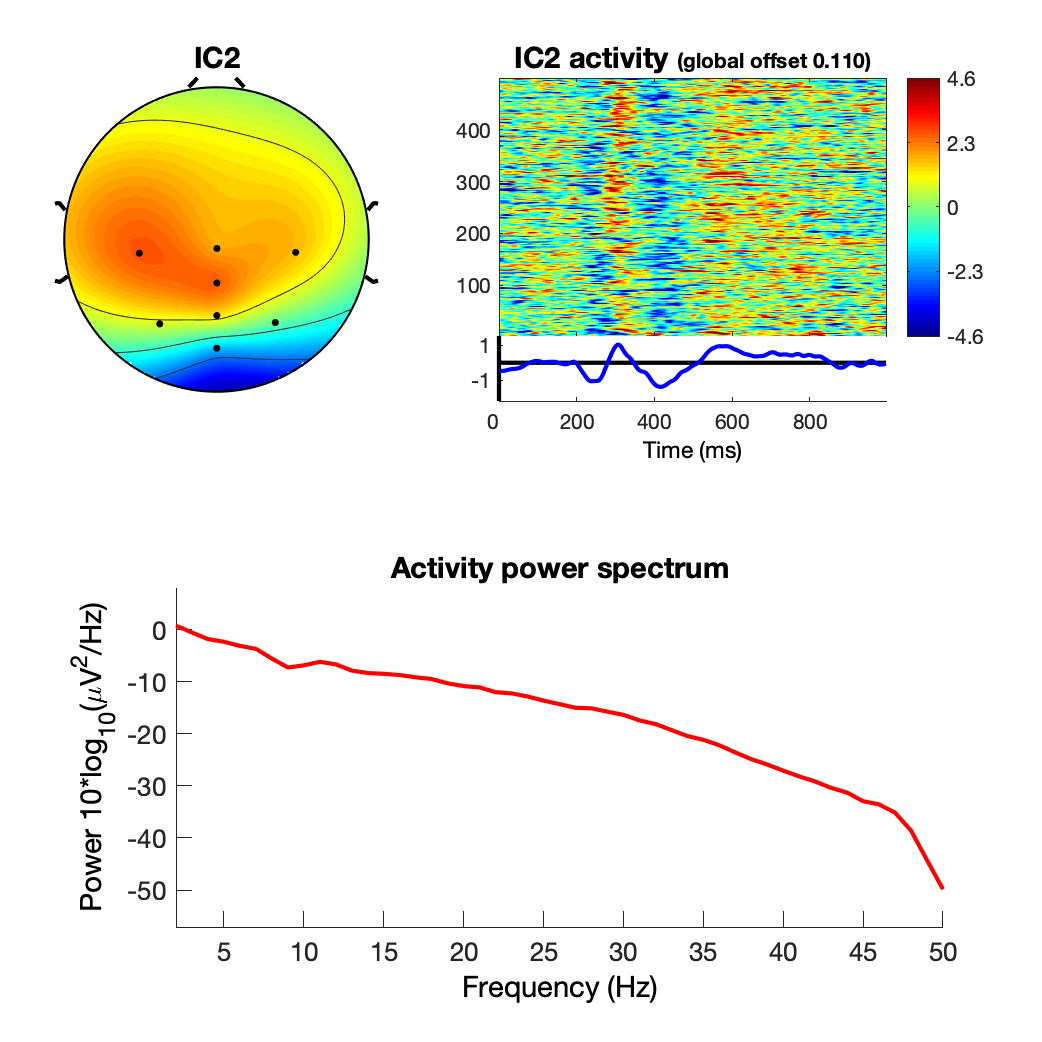 IC2
IC2 activity (global offset 0.110)
400
300
200
100
4.6
2.3
0
-2.3
-4.6
1
-1
0 200 400 600 800
Time (ms)
Activity power spectrum
Power 10*log10(μV2/Hz)
0
-10
-20
-30
-40
-50
5 10 15 20 25 30 35 40 45 50
Frequency (Hz)